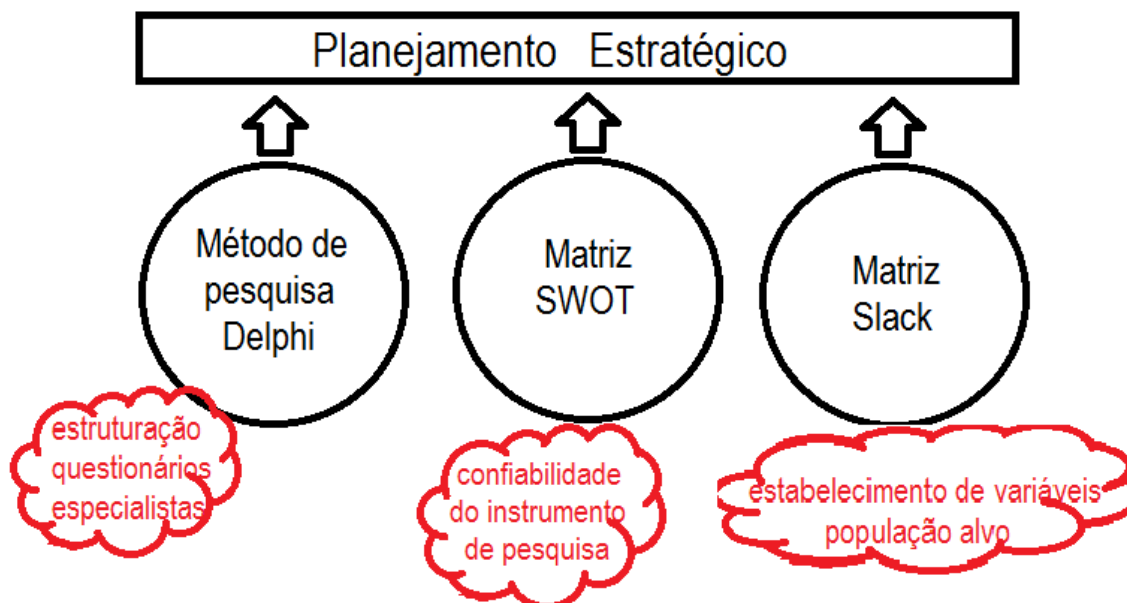 Planejamento Estratégico
Método de
pesquisa
Delphi
Matriz
SWOT
Matriz
Slack
estruturação
questionários
especialistas
confiabilidade
do instrumento
de pesquisa
estabelecimento de variáveis
população alvo